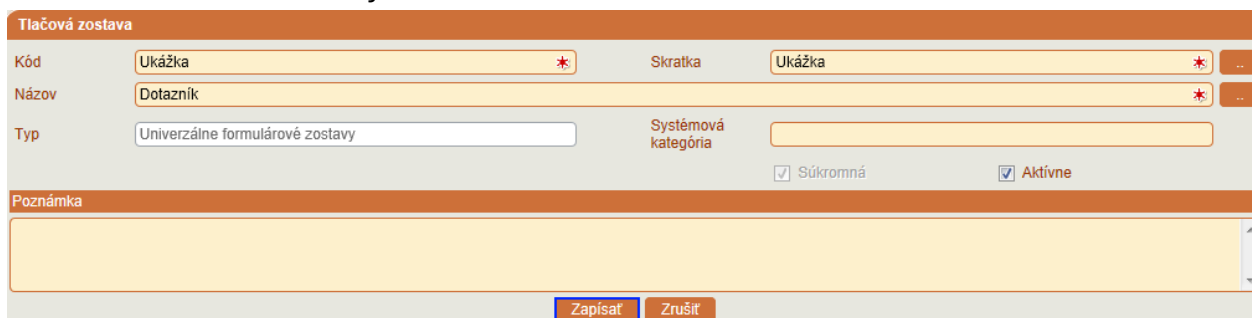 Tlačová zostava
Kód Ukážka Skratka Ukážka ..
Názov Dotazník ..
Typ Univerzálne formulárové zostavy Systémová kategória
Súkromná Aktívne
Poznámka
Zapísať Zrušiť